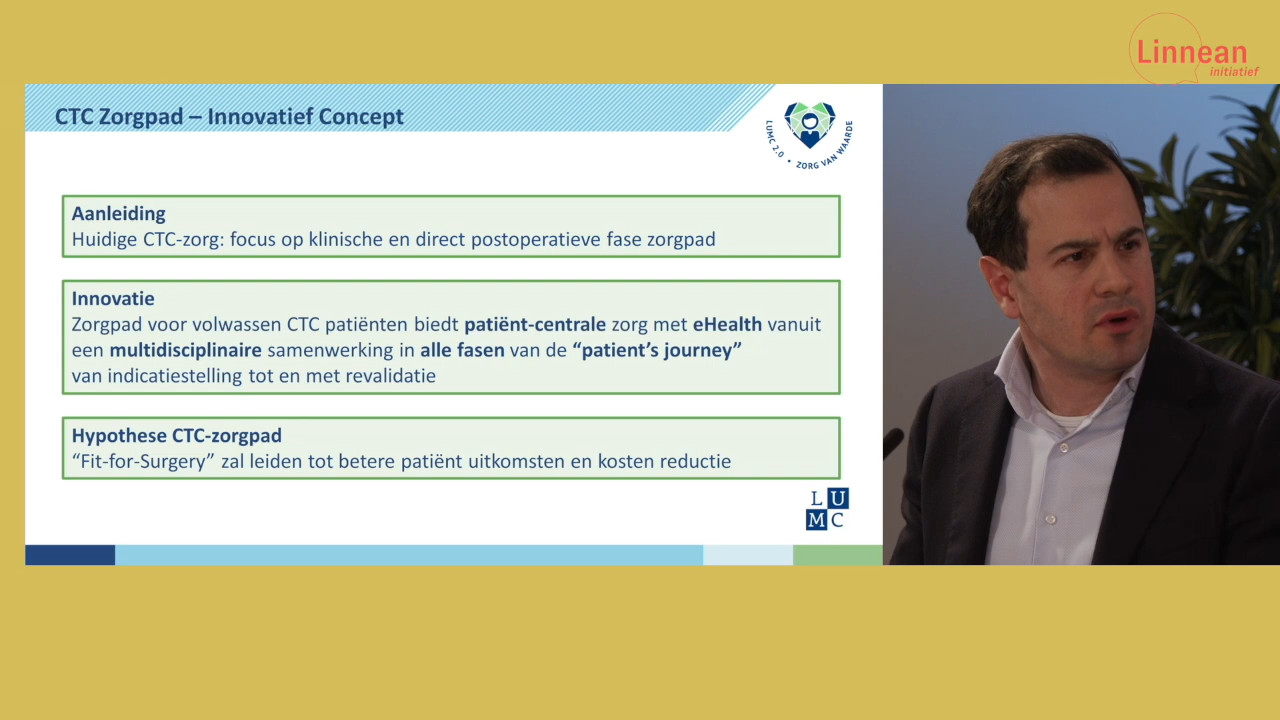 Linnean
initiatief
CTC Zorgpad – Innovatief Concept
LUMC 2.0 • ZORG VAN WAARDE
Aanleiding
Huidige CTC-zorg: focus op klinische en direct postoperatieve fase zorgpad
Innovatie
Zorgpad voor volwassen CTC patiënten biedt patiënt-centrale zorg met eHealth vanuit
een multidisciplinaire samenwerking in alle fasen van de “patient’s journey”
van indicatiestelling tot en met revalidatie
Hypothese CTC-zorgpad
“Fit-for-Surgery” zal leiden tot betere patiënt uitkomsten en kosten reductie
L U
M C